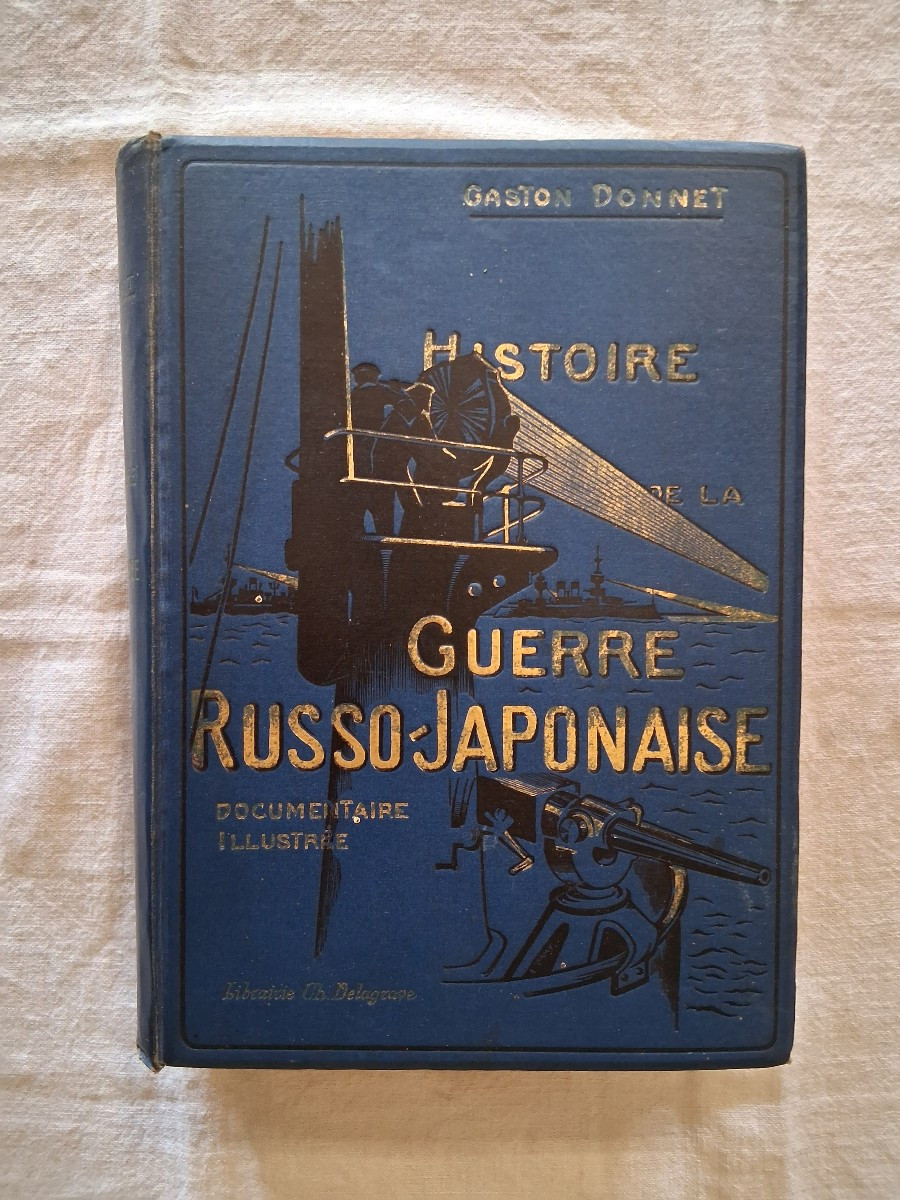 GASTON DONNET
HISTOIRE
DE LA
GUERRE
RUSSO-JAPONAISE
DOCUMENTAIRE
ILLUSTRÉE
Librairie Ch. Delagrave